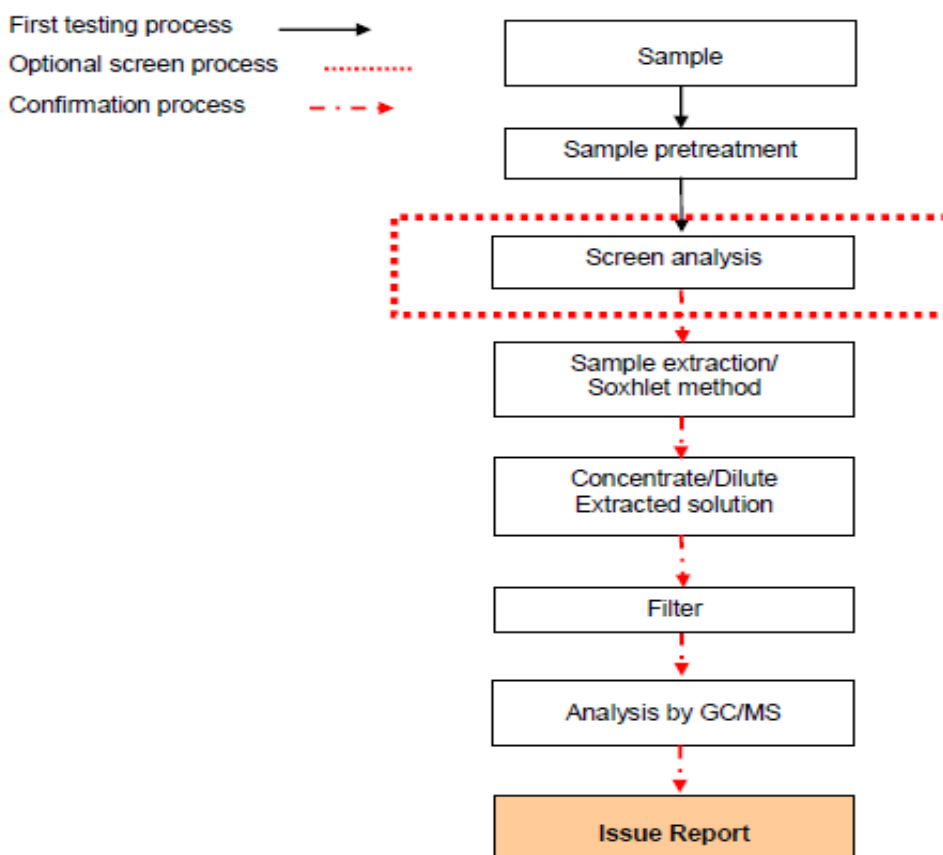 First testing process
Optional screen process
Confirmation process
Sample
Sample pretreatment
Screen analysis
Sample extraction/
Soxhlet method
Concentrate/Dilute
Extracted solution
Filter
Analysis by GC/MS
Issue Report